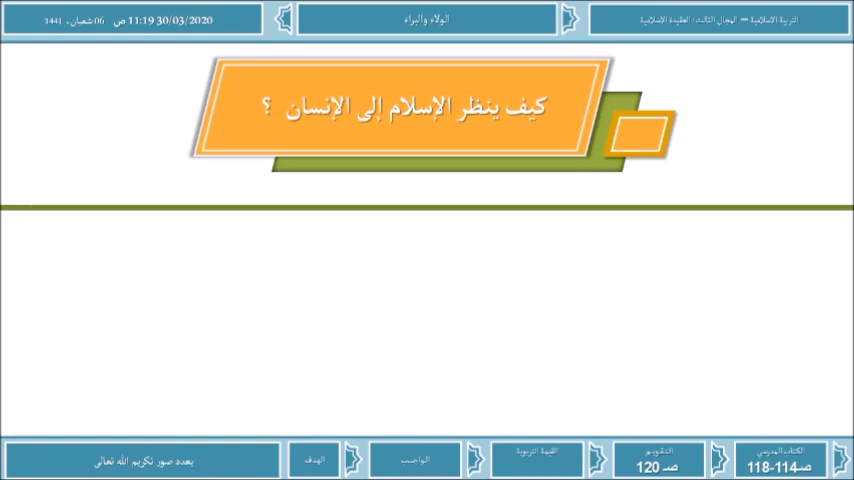 التربية الإسلامية – المجال الثالث: العقيدة الإسلامية
الولاء والبراء
30/03/2020 11:19 ص
06 شعبان، 1441
كيف ينظر الإسلام إلى الإنسان ؟
الكتاب المدرسي
صـ114-118
التقويم
صـ 120
القيمة التربوية
الواجب
الهدف
يعدد صور تكريم الله تعالى